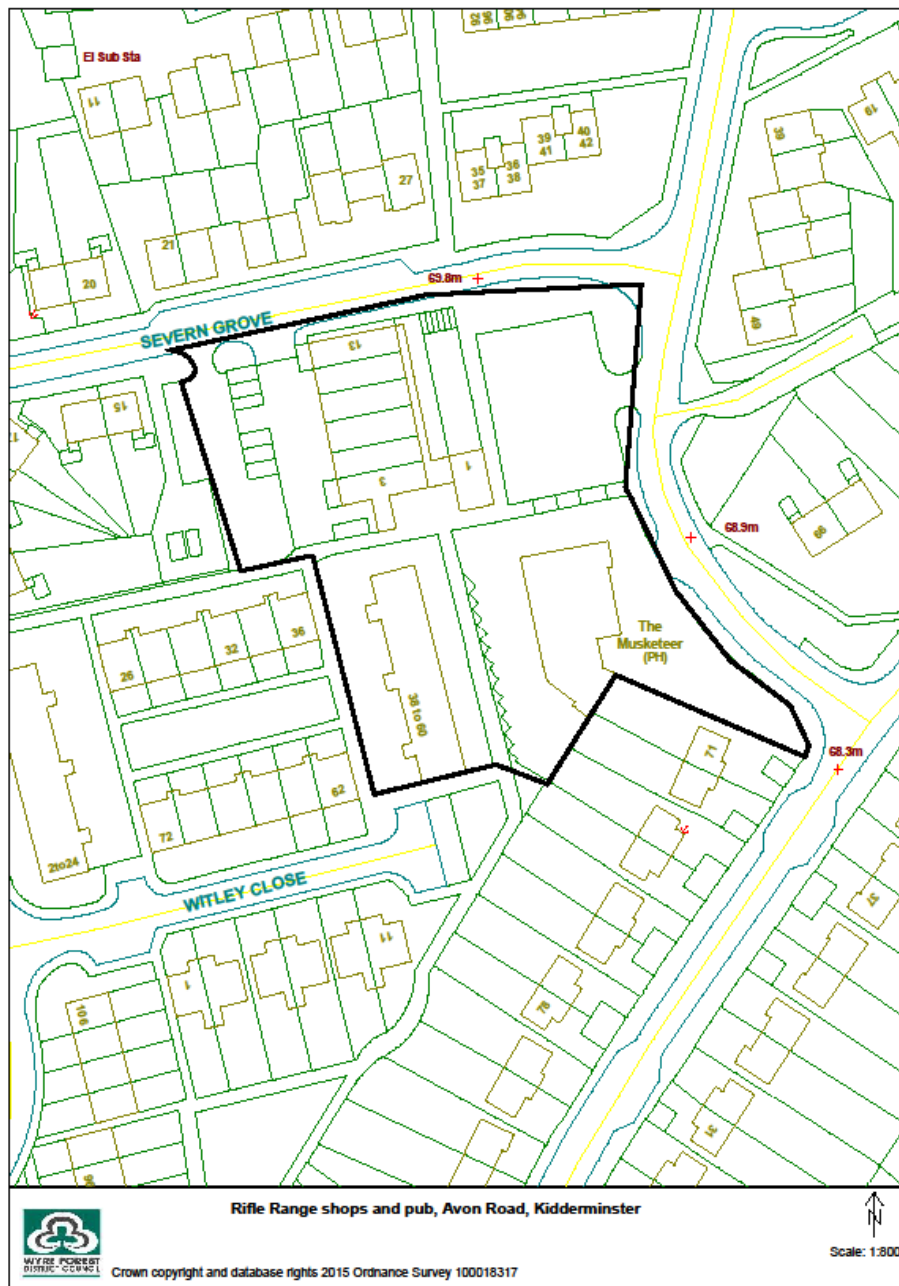 92
96
90
El Sub Sta
11
39
41
40
42
35
37
36
38
27
39
19
21
20
69.8m
SEVERN GROVE
49
13
15
1
3
68.9m
The
Musketeer
(PH)
36
32
26
38 to 60
71
68.3m
62
72
2to24
WITLEY CLOSE
11
1
78
106
31
Rifle Range shops and pub, Avon Road, Kidderminster
N
Scale: 1:800
WYRE FOREST
DISTRICT COUNCIL
Crown copyright and database rights 2015 Ordnance Survey 100018317